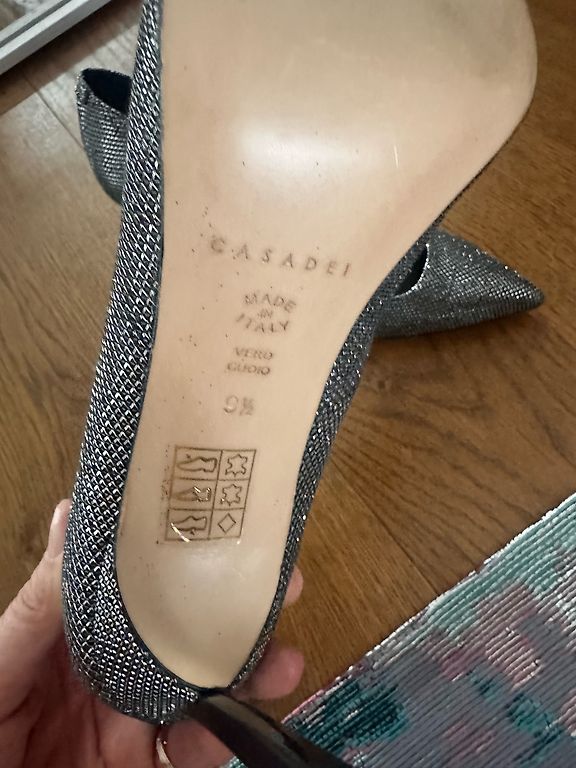 CASADEI
MADE
IN
ITALY
VERO
CUOIO
9½